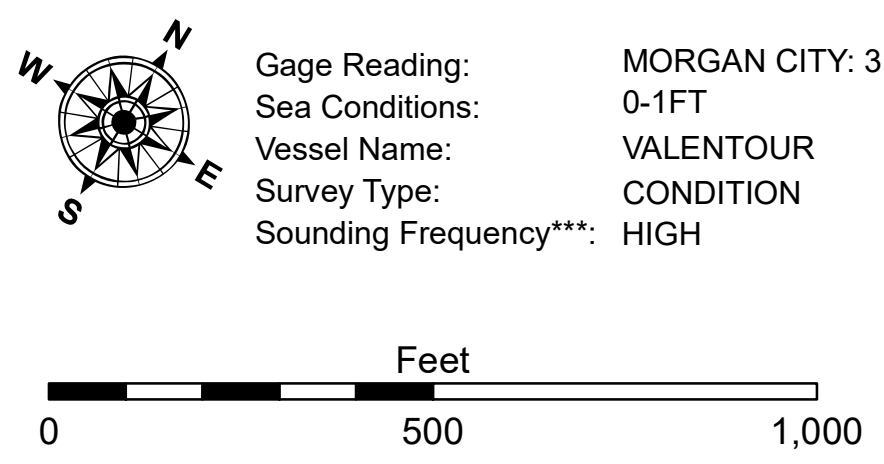 N
W
E
S
Gage Reading: MORGAN CITY: 3
Sea Conditions: 0-1FT
Vessel Name: VALENTOUR
Survey Type: CONDITION
Sounding Frequency***: HIGH
Feet
0 500 1,000